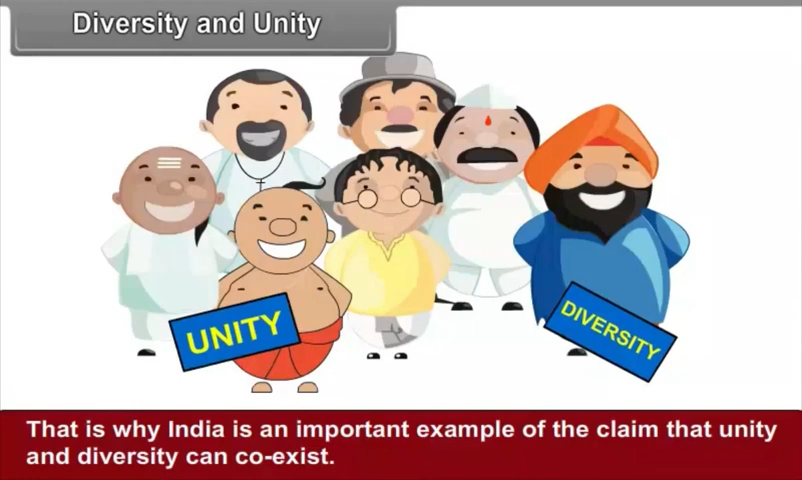 Diversity and Unity
UNITY
DIVERSITY
That is why India is an important example of the claim that unity
and diversity can co-exist.